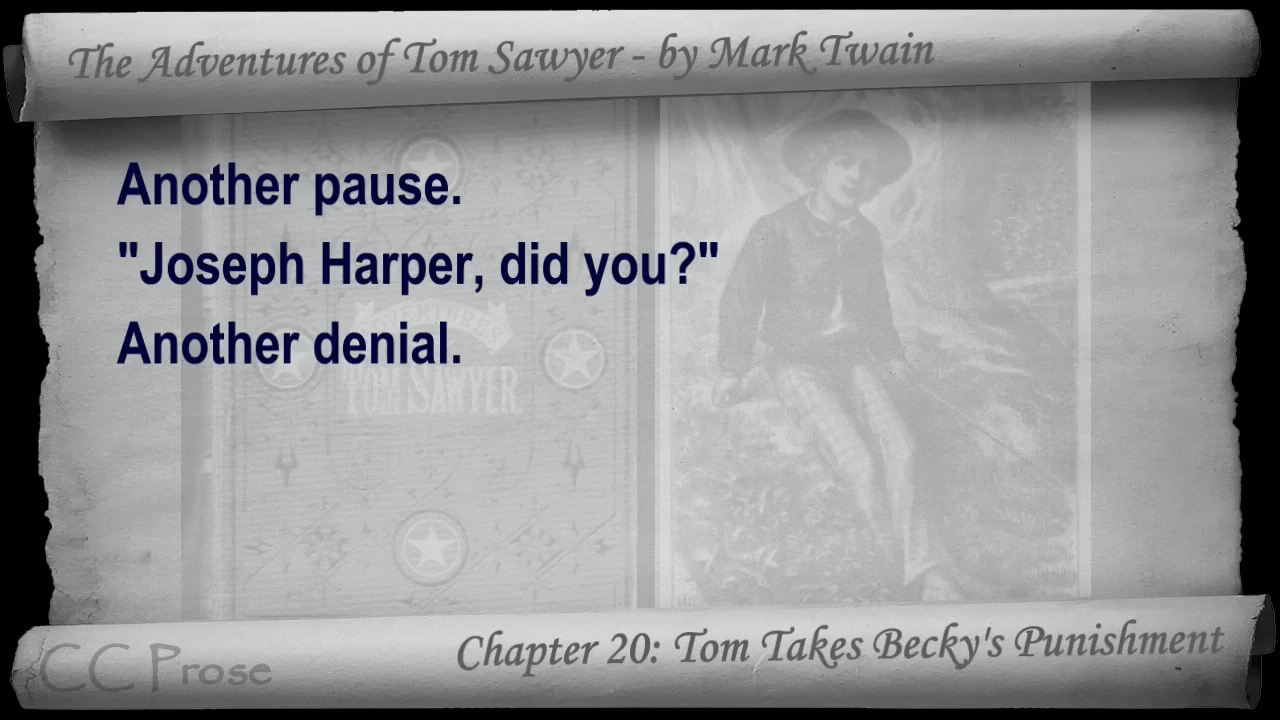 The Adventures of Tom Sawyer - by Mark Twain
Another pause.
"Joseph Harper, did you?"
Another denial.
TOM SAWYER.
CC Prose
Chapter 20: Tom Takes Becky's Punishment